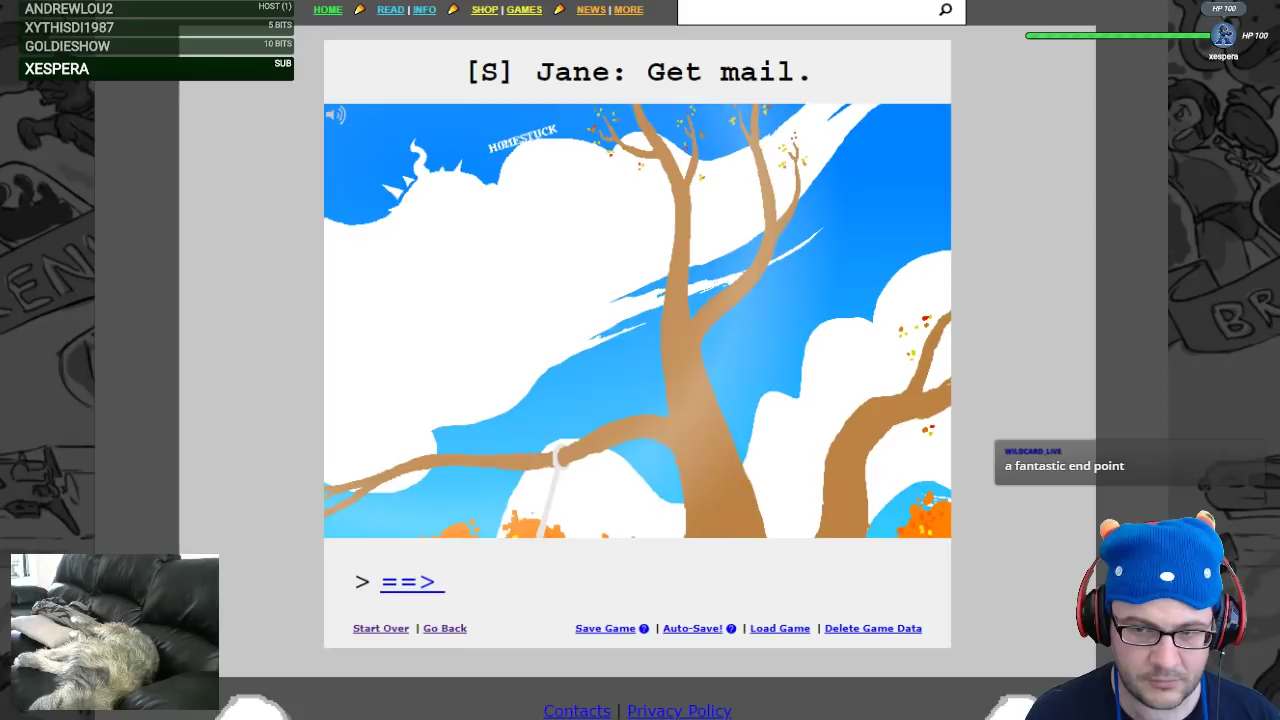 ANDREWLOU2 HOST (1)
XYTHISDI1987 5 BITS
GOLDIESHOW 10 BITS
XESPERA SUB
HOME READ | INFO SHOP | GAMES NEWS | MORE
HP 100
HP 100
xespera
[S] Jane: Get mail.
HOMESTUCK
WILDCARD_LIVE
a fantastic end point
> ==>
Start Over | Go Back Save Game ? | Auto-Save! ? | Load Game | Delete Game Data
Contacts | Privacy Policy